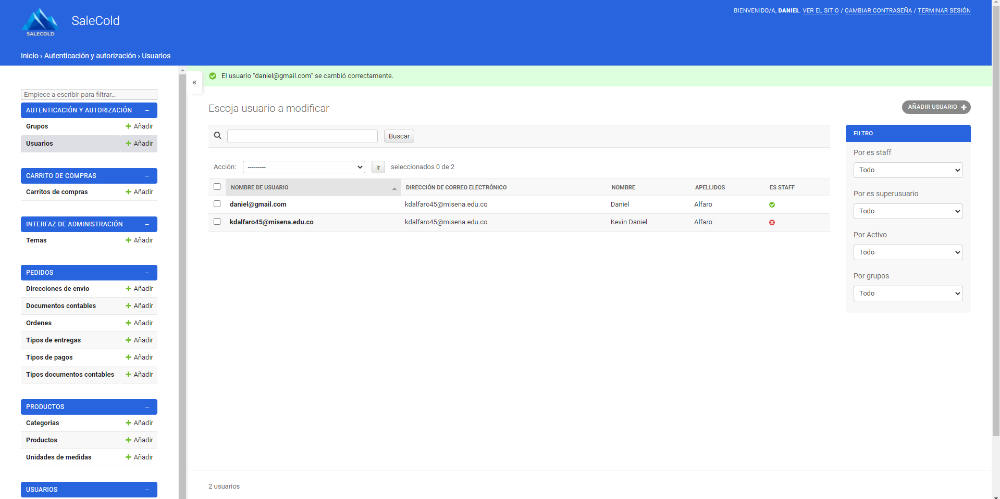 SALECOLD
SaleCold
BIENVENIDO/A, DANIEL. VER EL SITIO / CAMBIAR CONTRASEÑA / TERMINAR SESIÓN
Inicio › Autenticación y autorización › Usuarios
Empiece a escribir para filtrar...
AUTENTICACIÓN Y AUTORIZACIÓN –
Grupos Añadir
Usuarios Añadir
CARRITO DE COMPRAS –
Carritos de compras Añadir
INTERFAZ DE ADMINISTRACIÓN –
Temas Añadir
PEDIDOS –
Direcciones de envio Añadir
Documentos contables Añadir
Ordenes Añadir
Tipos de entregas Añadir
Tipos de pagos Añadir
Tipos documentos contables Añadir
PRODUCTOS –
Categorias Añadir
Productos Añadir
Unidades de medidas Añadir
USUARIOS –
«
El usuario “daniel@gmail.com” se cambió correctamente.
Escoja usuario a modificar
AÑADIR USUARIO
Buscar
Acción: --------- Ir seleccionados 0 de 2
NOMBRE DE USUARIO DIRECCIÓN DE CORREO ELECTRÓNICO NOMBRE APELLIDOS ES STAFF
daniel@gmail.com kdalfaro45@misena.edu.co Daniel Alfaro
kdalfaro45@misena.edu.co kdalfaro45@misena.edu.co Kevin Daniel Alfaro
2 usuarios
FILTRO
Por es staff
Todo
Por es superusuario
Todo
Por Activo
Todo
Por grupos
Todo